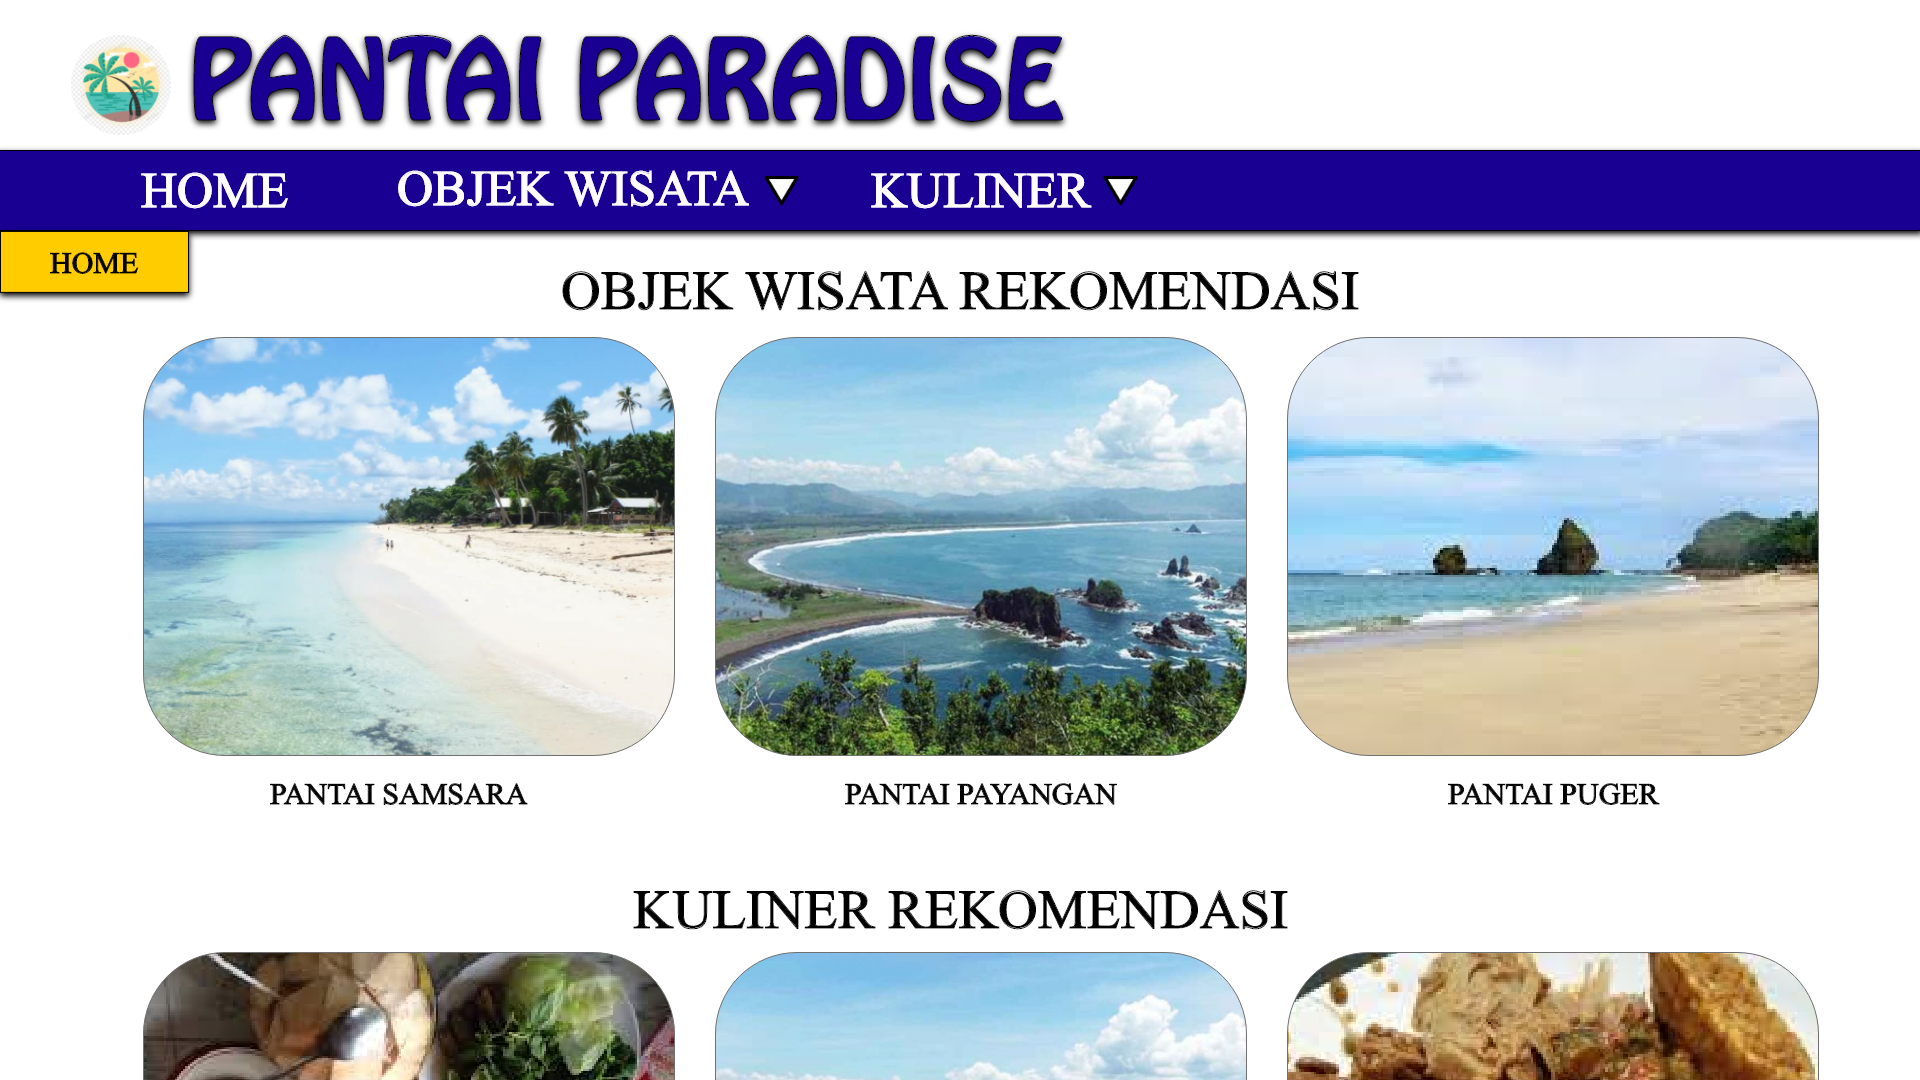 PANTAI PARADISE
HOME OBJEK WISATA KULINER
HOME
OBJEK WISATA REKOMENDASI
PANTAI SAMSARA PANTAI PAYANGAN PANTAI PUGER
KULINER REKOMENDASI